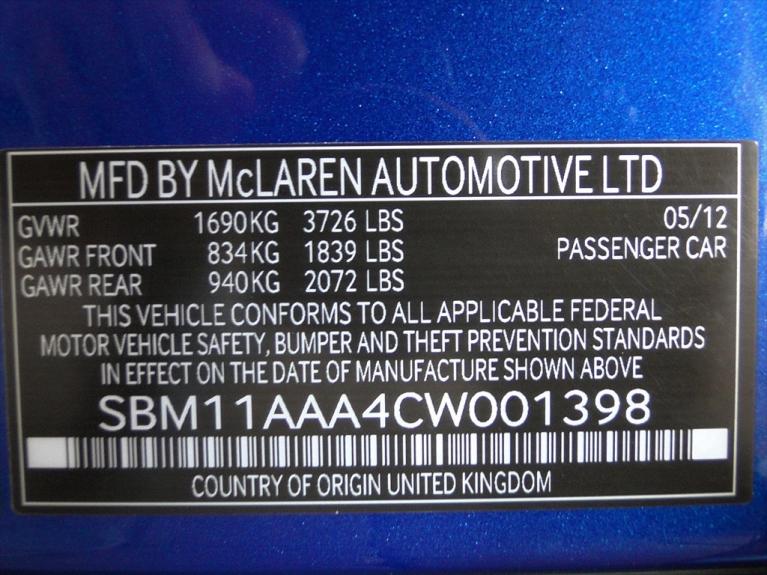 MFD BY McLAREN AUTOMOTIVE LTD
GVWR 1690KG 3726 LBS 05/12
GAWR FRONT 834KG 1839 LBS PASSENGER CAR
GAWR REAR 940KG 2072 LBS
THIS VEHICLE CONFORMS TO ALL APPLICABLE FEDERAL
MOTOR VEHICLE SAFETY, BUMPER AND THEFT PREVENTION STANDARDS
IN EFFECT ON THE DATE OF MANUFACTURE SHOWN ABOVE
SBM11AAA4CW001398
COUNTRY OF ORIGIN UNITED KINGDOM